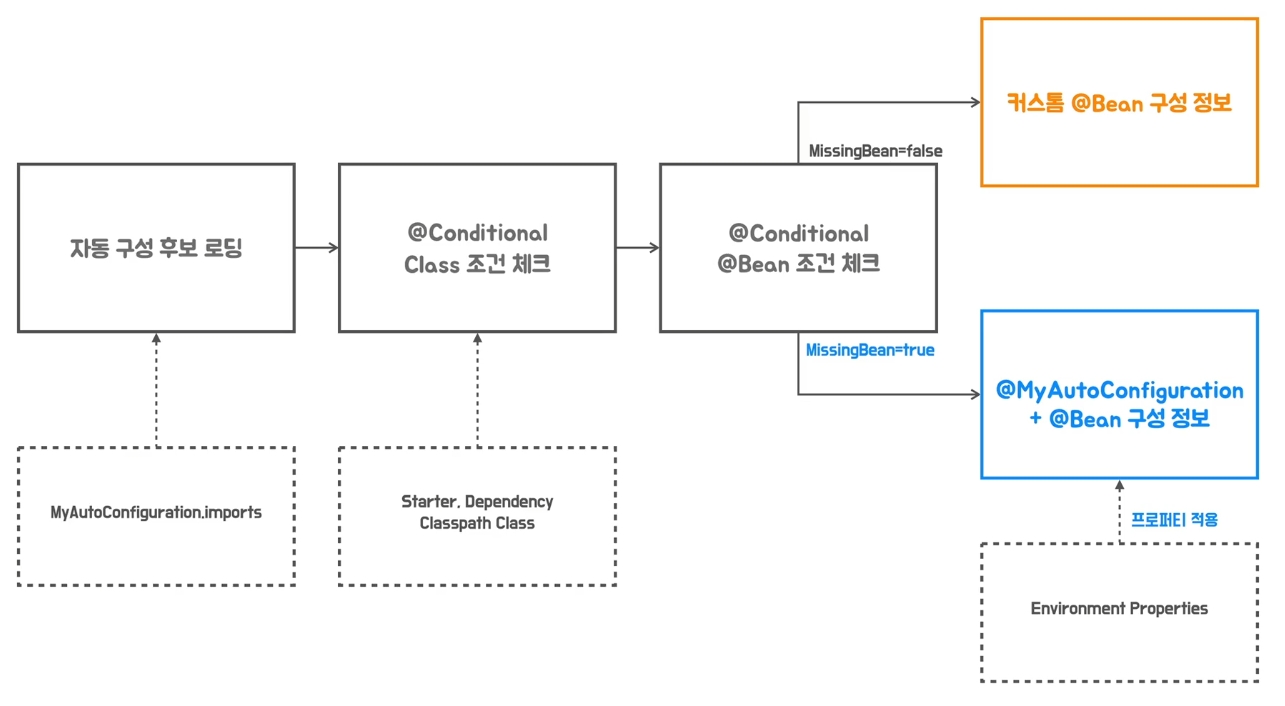 커스톰 @Bean 구성 정보
MissingBean=false
자동 구성 후보 로딩
@Conditional
Class 조건 체크
@Conditional
@Bean 조건 체크
MissingBean=true
@MyAutoConfiguration
+ @Bean 구성 정보
MyAutoConfiguration.imports
Starter, Dependency
Classpath Class
프로퍼티 적용
Environment Properties